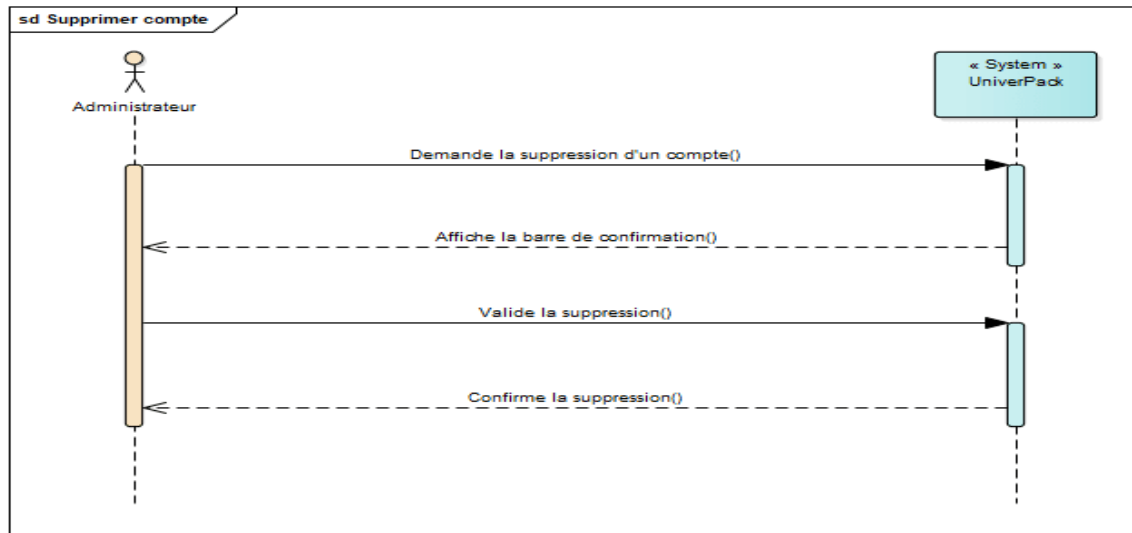 sd Supprimer compte
« System »
UniverPack
Administrateur
Demande la suppression d'un compte()
Affiche la barre de confirmation()
Valide la suppression()
Confirme la suppression()